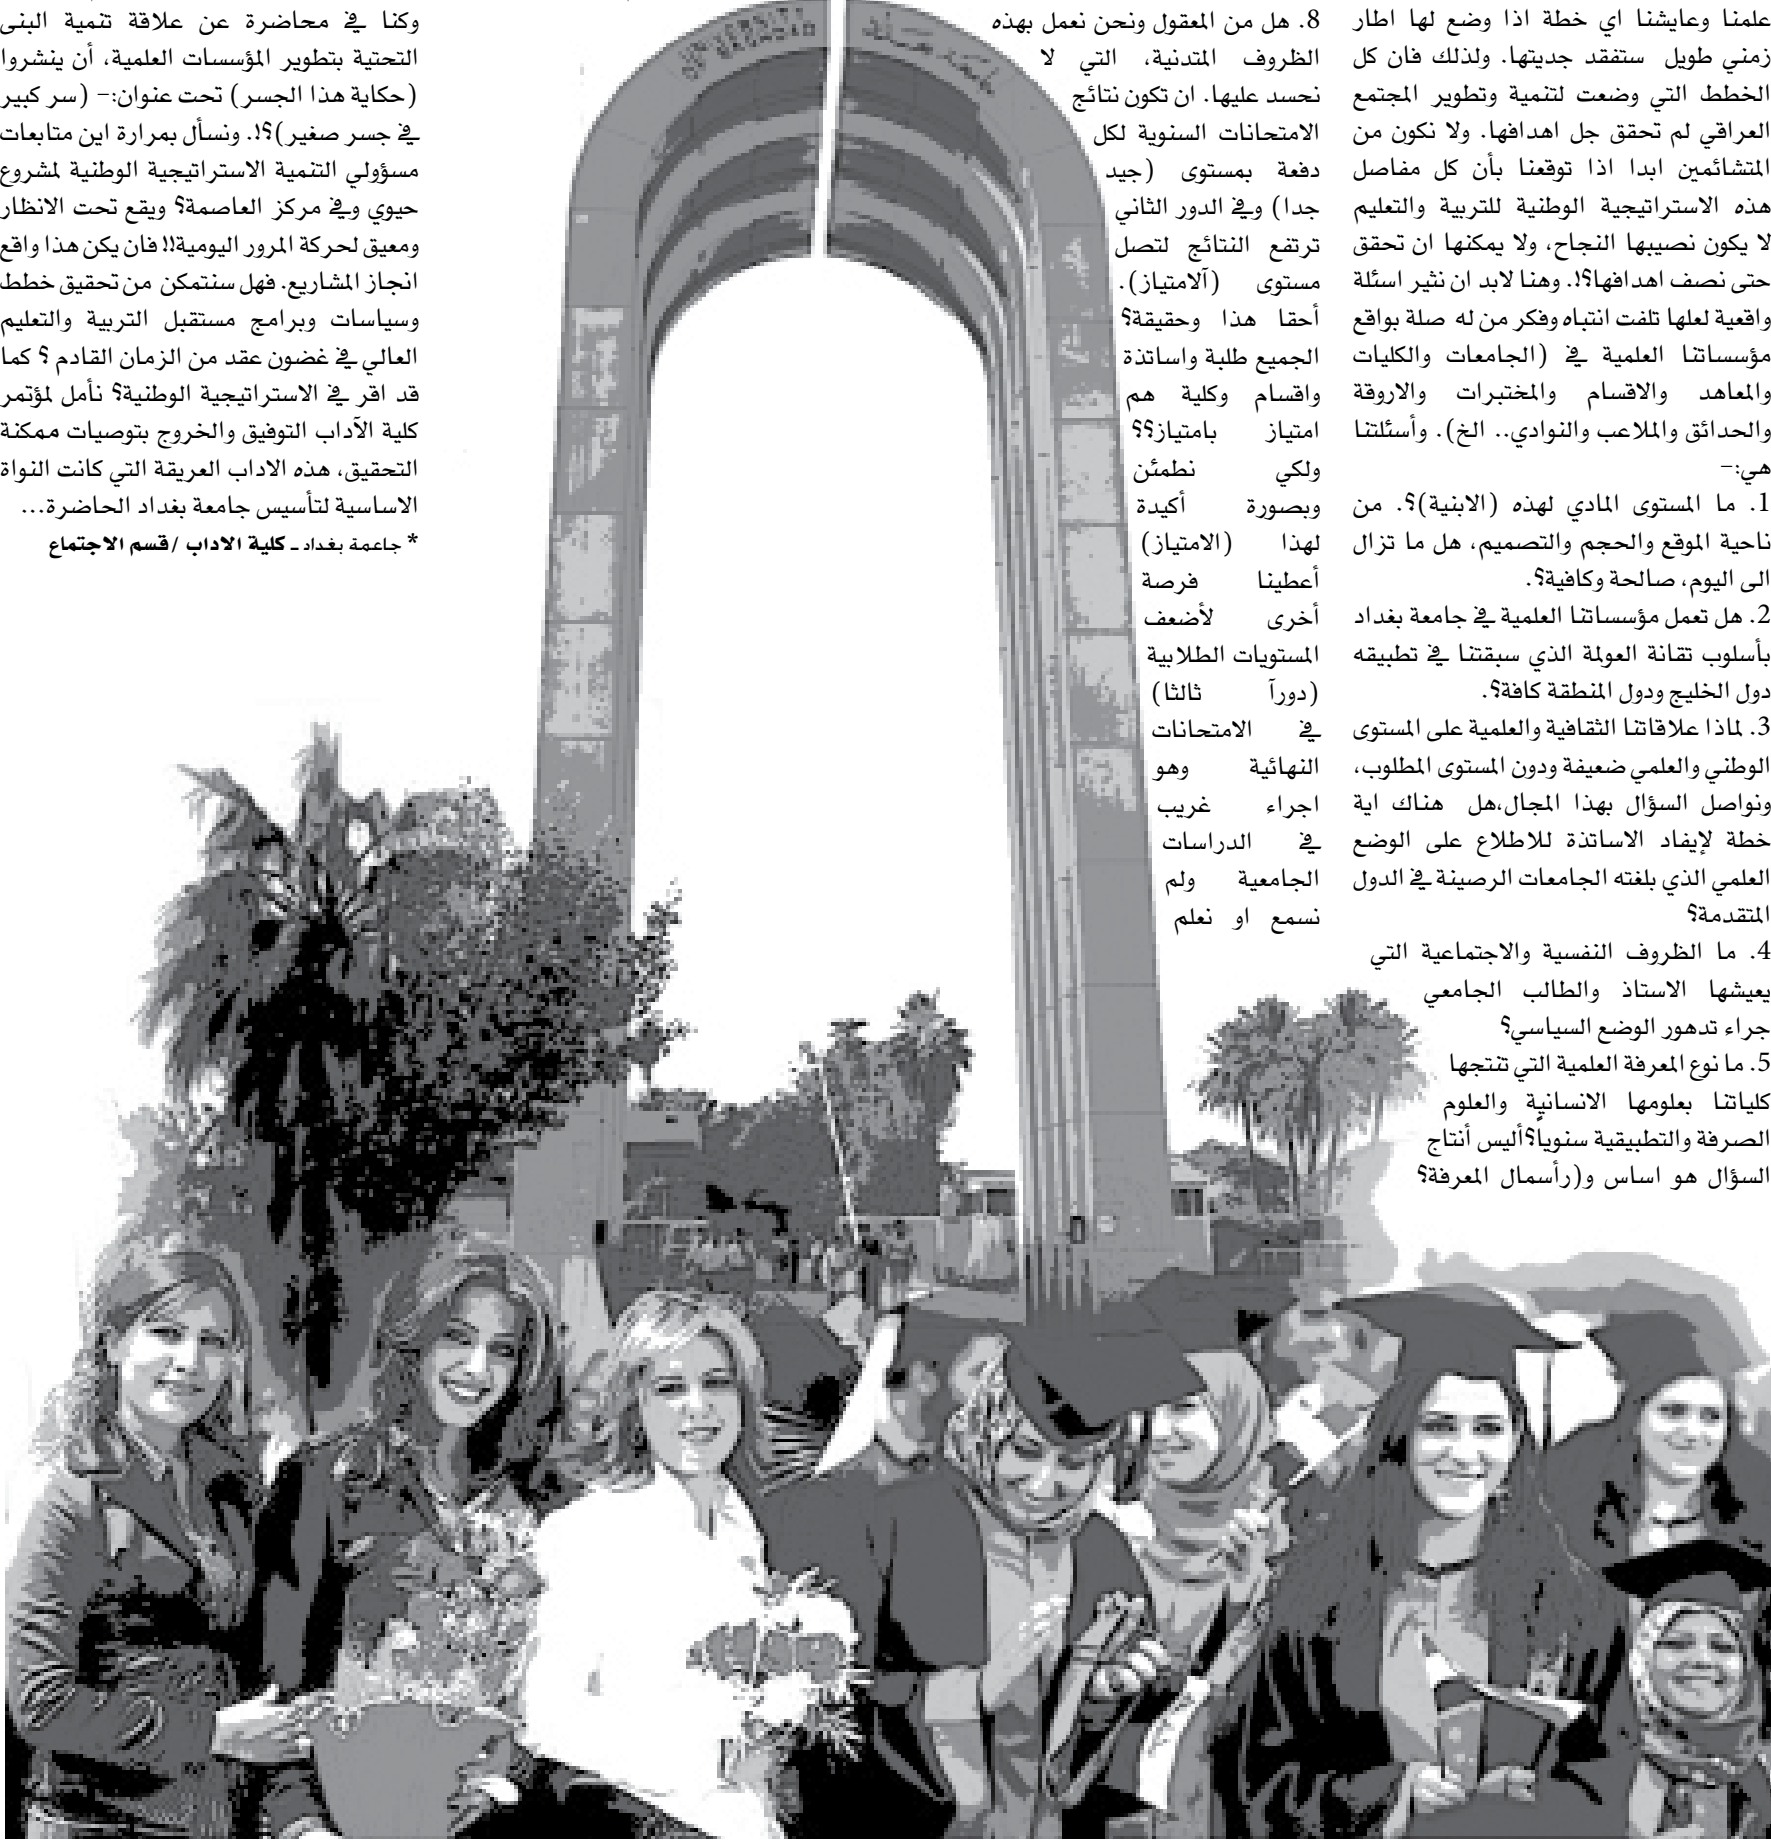 علمنا وعايشنا اي خطة اذا وضع لها اطار
زمني طويل ستفقد جديتها. ولذلك فان كل
الخطط التي وضعت لتنمية وتطوير المجتمع
العراقي لم تحقق جل اهدافها. ولا نكون من
المتشائمين ابدا اذا توقعنا بأن كل مفاصل
هذه الاستراتيجية الوطنية للتربية والتعليم
لا يكون نصيبها النجاح، ولا يمكنها ان تحقق
حتى نصف اهدافها؟!. وهنا لابد ان نثير اسئلة
واقعية لعلها تلفت انتباه وفكر من له صلة بواقع
مؤسساتنا العلمية في (الجامعات والكليات
والمعاهد والاقسام والمختبرات والاروقة
والحدائق والملاعب والنوادي.. الخ). وأسئلتنا
هي:-
1. ما المستوى المادي لهذه (الابنية)؟. من
ناحية الموقع والحجم والتصميم، هل ما تزال
الى اليوم، صالحة وكافية؟.
2. هل تعمل مؤسساتنا العلمية في جامعة بغداد
بأسلوب تقانة العولمة الذي سبقتنا في تطبيقه
دول الخليج ودول المنطقة كافة؟.
3. لماذا علاقاتنا الثقافية والعلمية على المستوى
الوطني والعلمي ضعيفة ودون المستوى المطلوب،
ونواصل السؤال بهذا المجال،هل هناك اية
خطة لإيفاد الاساتذة للاطلاع على الوضع
العلمي الذي بلغته الجامعات الرصينة في الدول
المتقدمة؟
4. ما الظروف النفسية والاجتماعية التي
يعيشها الاستاذ والطالب الجامعي
جراء تدهور الوضع السياسي؟
5. ما نوع المعرفة العلمية التي تنتجها
كلياتنا بعلومها الانسانية والعلوم
الصرفة والتطبيقية سنوياً؟أليس أنتاج
السؤال هو اساس و(رأسمال المعرفة؟
8. هل من المعقول ونحن نعمل بهذه
الظروف المتدنية، التي لا
نحسد عليها. ان تكون نتائج
الامتحانات السنوية لكل
دفعة بمستوى (جيد
جدا) وفي الدور الثاني
ترتفع النتائج لتصل
مستوى (آلامتياز).
أحقا هذا وحقيقة؟
الجميع طلبة واساتذة
واقسام وكلية هم
امتياز بامتياز؟؟
ولكي نطمئن
وبصورة أكيدة
لهذا (الامتياز)
أعطينا فرصة
أخرى لأضعف
المستويات الطلابية
(دورآ ثالثا)
في الامتحانات
النهائية وهو
اجراء غريب
في الدراسات
الجامعية ولم
نسمع او نعلم
وكنا في محاضرة عن علاقة تنمية البنى
التحتية بتطوير المؤسسات العلمية، أن ينشروا
(حكاية هذا الجسر) تحت عنوان:- (سر كبير
في جسر صغير)؟!. ونسأل بمرارة اين متابعات
مسؤولي التنمية الاستراتيجية الوطنية لمشروع
حيوي وفي مركز العاصمة؟ ويقع تحت الانظار
ومعيق لحركة المرور اليومية!! فان يكن هذا واقع
انجاز المشاريع. فهل سنتمكن من تحقيق خطط
وسياسات وبرامج مستقبل التربية والتعليم
العالي في غضون عقد من الزمان القادم ؟ كما
قد اقر في الاستراتيجية الوطنية؟ نأمل لمؤتمر
كلية الآداب التوفيق والخروج بتوصيات ممكنة
التحقيق، هذه الاداب العريقة التي كانت النواة
الاساسية لتأسيس جامعة بغداد الحاضرة...
* جاعمة بغداد ـ كلية الاداب /قسم الاجتماع